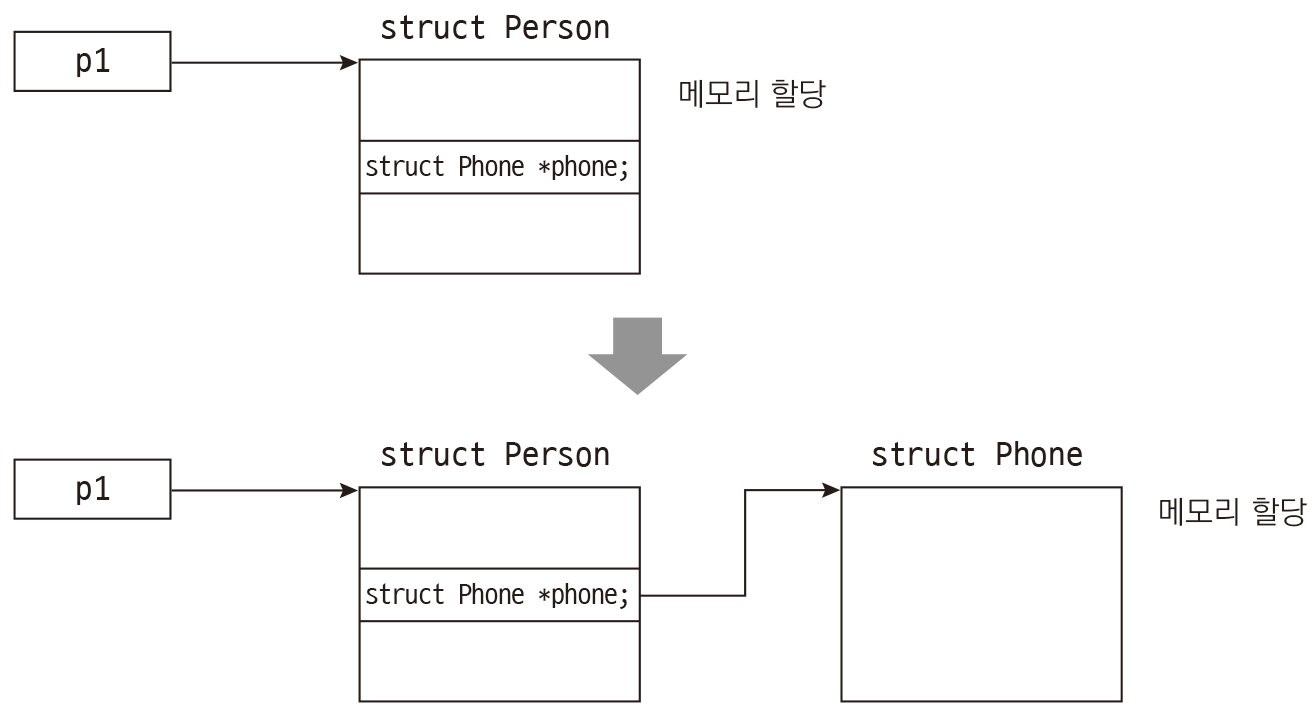 struct Person
p1
메모리 할당
struct Phone *phone;
struct Person
struct Phone
p1
메모리 할당
struct Phone *phone;